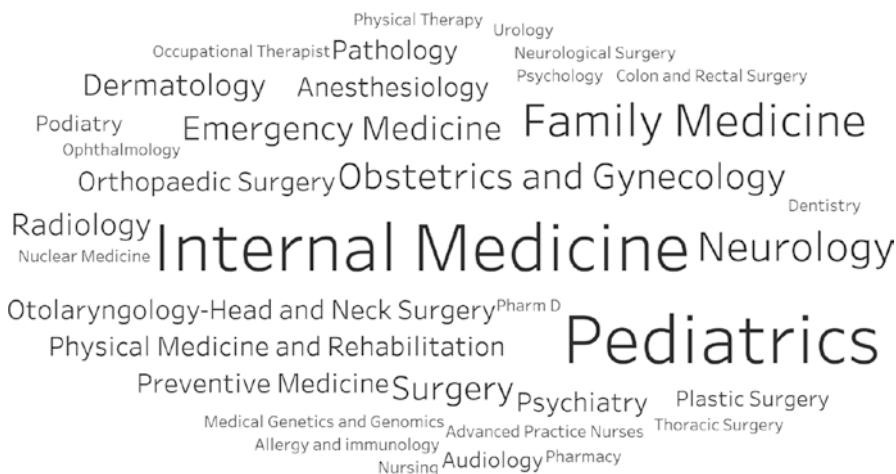 Physical Therapy
Urology
Occupational Therapist
Pathology
Neurological Surgery
Dermatology
Anesthesiology
Psychology
Colon and Rectal Surgery
Podiatry
Emergency Medicine
Family Medicine
Ophthalmology
Orthopaedic Surgery
Obstetrics and Gynecology
Dentistry
Radiology
Nuclear Medicine
Internal Medicine
Neurology
Otolaryngology-Head and Neck Surgery
Pharm D
Physical Medicine and Rehabilitation
Pediatrics
Preventive Medicine
Surgery
Psychiatry
Plastic Surgery
Medical Genetics and Genomics
Advanced Practice Nurses
Thoracic Surgery
Allergy and immunology
Nursing
Audiology
Pharmacy